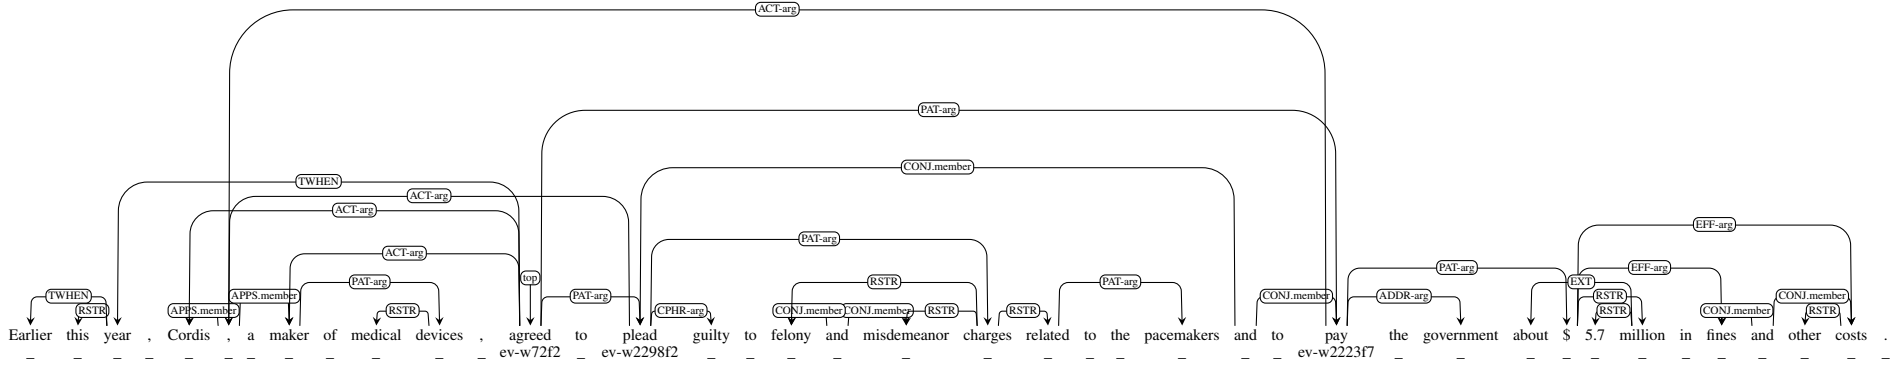 ACT-arg
PAT-arg
CONJ.member
TWHEN
ACT-arg
ACT-arg
EFF-arg
PAT-arg
ACT-arg
PAT-arg EFF-arg
top EXT
PAT-arg RSTR PAT-arg
TWHEN APPS.member PAT-arg CONJ.member ADDR-arg RSTR CONJ.member
RSTR APPS.member RSTR CPHR-arg CONJ.member CONJ.member RSTR RSTR RSTR CONJ.member RSTR
Earlier this year , Cordis , a maker of medical devices , agreed to plead guilty to felony and misdemeanor charges related to the pacemakers and to pay the government about $ 5.7 million in fines and other costs .
_ _ _ _ _ _ _ _ _ _ _ _ ev-w72f2 _ ev-w2298f2 _ _ _ _ _ _ _ _ _ _ _ _ ev-w2223f7 _ _ _ _ _ _ _ _ _ _ _ _